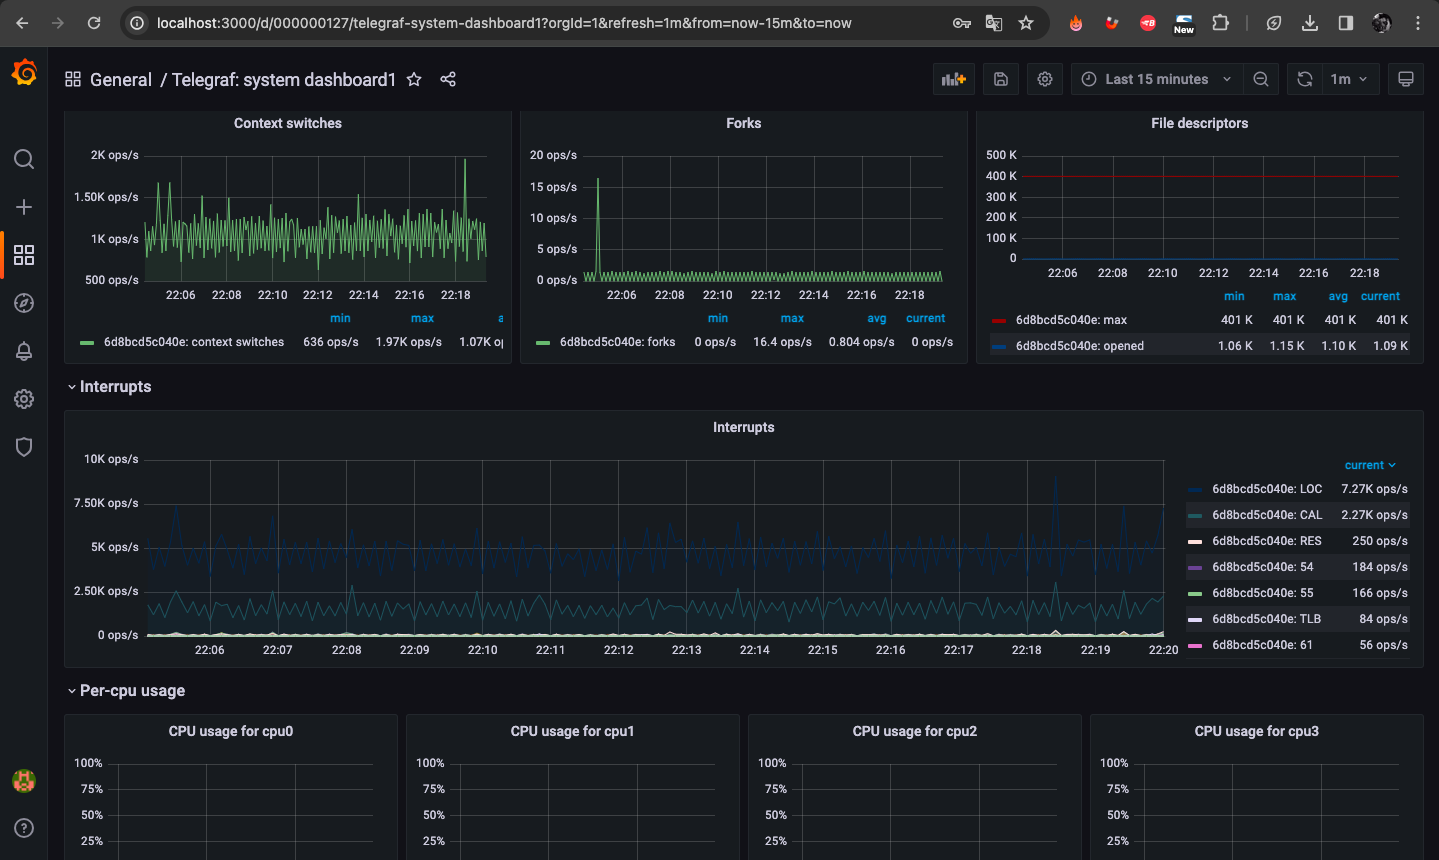 localhost:3000/d/000000127/telegraf-system-dashboard1?orgId=1&refresh=1m&from=now-15m&to=now
New
General / Telegraf: system dashboard1
Last 15 minutes
1m
Context switches
2K ops/s
1.50K ops/s
1K ops/s
500 ops/s
22:06 22:08 22:10 22:12 22:14 22:16 22:18
min max a
6d8bcd5c040e: context switches 636 ops/s 1.97K ops/s 1.07K op
Forks
20 ops/s
15 ops/s
10 ops/s
5 ops/s
0 ops/s
22:06 22:08 22:10 22:12 22:14 22:16 22:18
min max avg current
6d8bcd5c040e: forks 0 ops/s 16.4 ops/s 0.804 ops/s 0 ops/s
File descriptors
500 K
400 K
300 K
200 K
100 K
0
22:06 22:08 22:10 22:12 22:14 22:16 22:18
min max avg current
6d8bcd5c040e: max 401 K 401 K 401 K 401 K
6d8bcd5c040e: opened 1.06 K 1.15 K 1.10 K 1.09 K
Interrupts
Interrupts
10K ops/s
7.50K ops/s
5K ops/s
2.50K ops/s
0 ops/s
22:06 22:07 22:08 22:09 22:10 22:11 22:12 22:13 22:14 22:15 22:16 22:17 22:18 22:19 22:20
current
6d8bcd5c040e: LOC 7.27K ops/s
6d8bcd5c040e: CAL 2.27K ops/s
6d8bcd5c040e: RES 250 ops/s
6d8bcd5c040e: 54 184 ops/s
6d8bcd5c040e: 55 166 ops/s
6d8bcd5c040e: TLB 84 ops/s
6d8bcd5c040e: 61 56 ops/s
Per-cpu usage
CPU usage for cpu0
100%
75%
50%
25%
CPU usage for cpu1
100%
75%
50%
25%
CPU usage for cpu2
100%
75%
50%
25%
CPU usage for cpu3
100%
75%
50%
25%